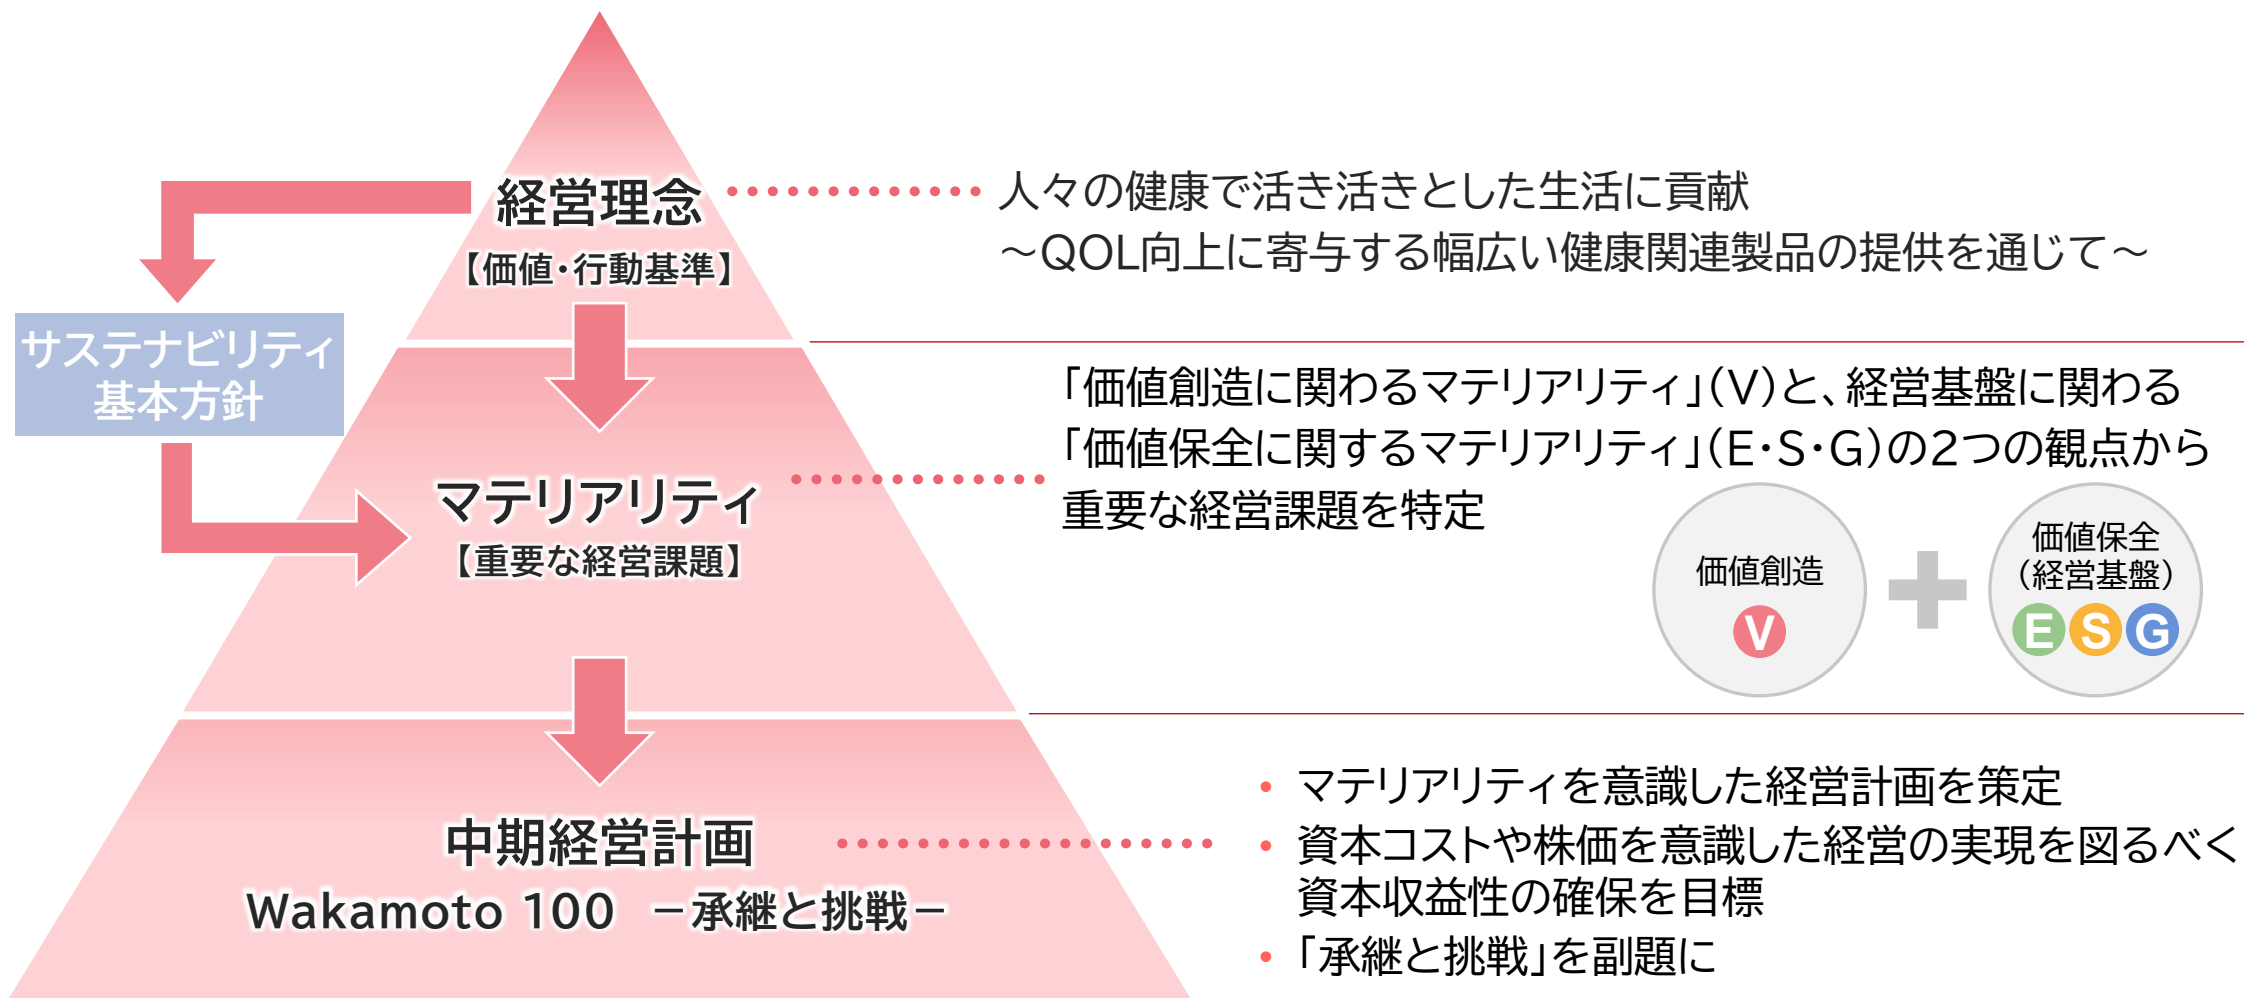 経営理念
【価値・行動基準】
人々の健康で活き活きとした生活に貢献
～QOL向上に寄与する幅広い健康関連製品の提供を通じて～
サステナビリティ
基本方針
マテリアリティ
【重要な経営課題】
「価値創造に関わるマテリアリティ」(V)と、経営基盤に関わる
「価値保全に関するマテリアリティ」(E・S・G)の2つの観点から
重要な経営課題を特定
価値創造
V
価値保全
(経営基盤)
E S G
中期経営計画
Wakamoto 100 －承継と挑戦－
• マテリアリティを意識した経営計画を策定
• 資本コストや株価を意識した経営の実現を図るべく
資本収益性の確保を目標
• 「承継と挑戦」を副題に